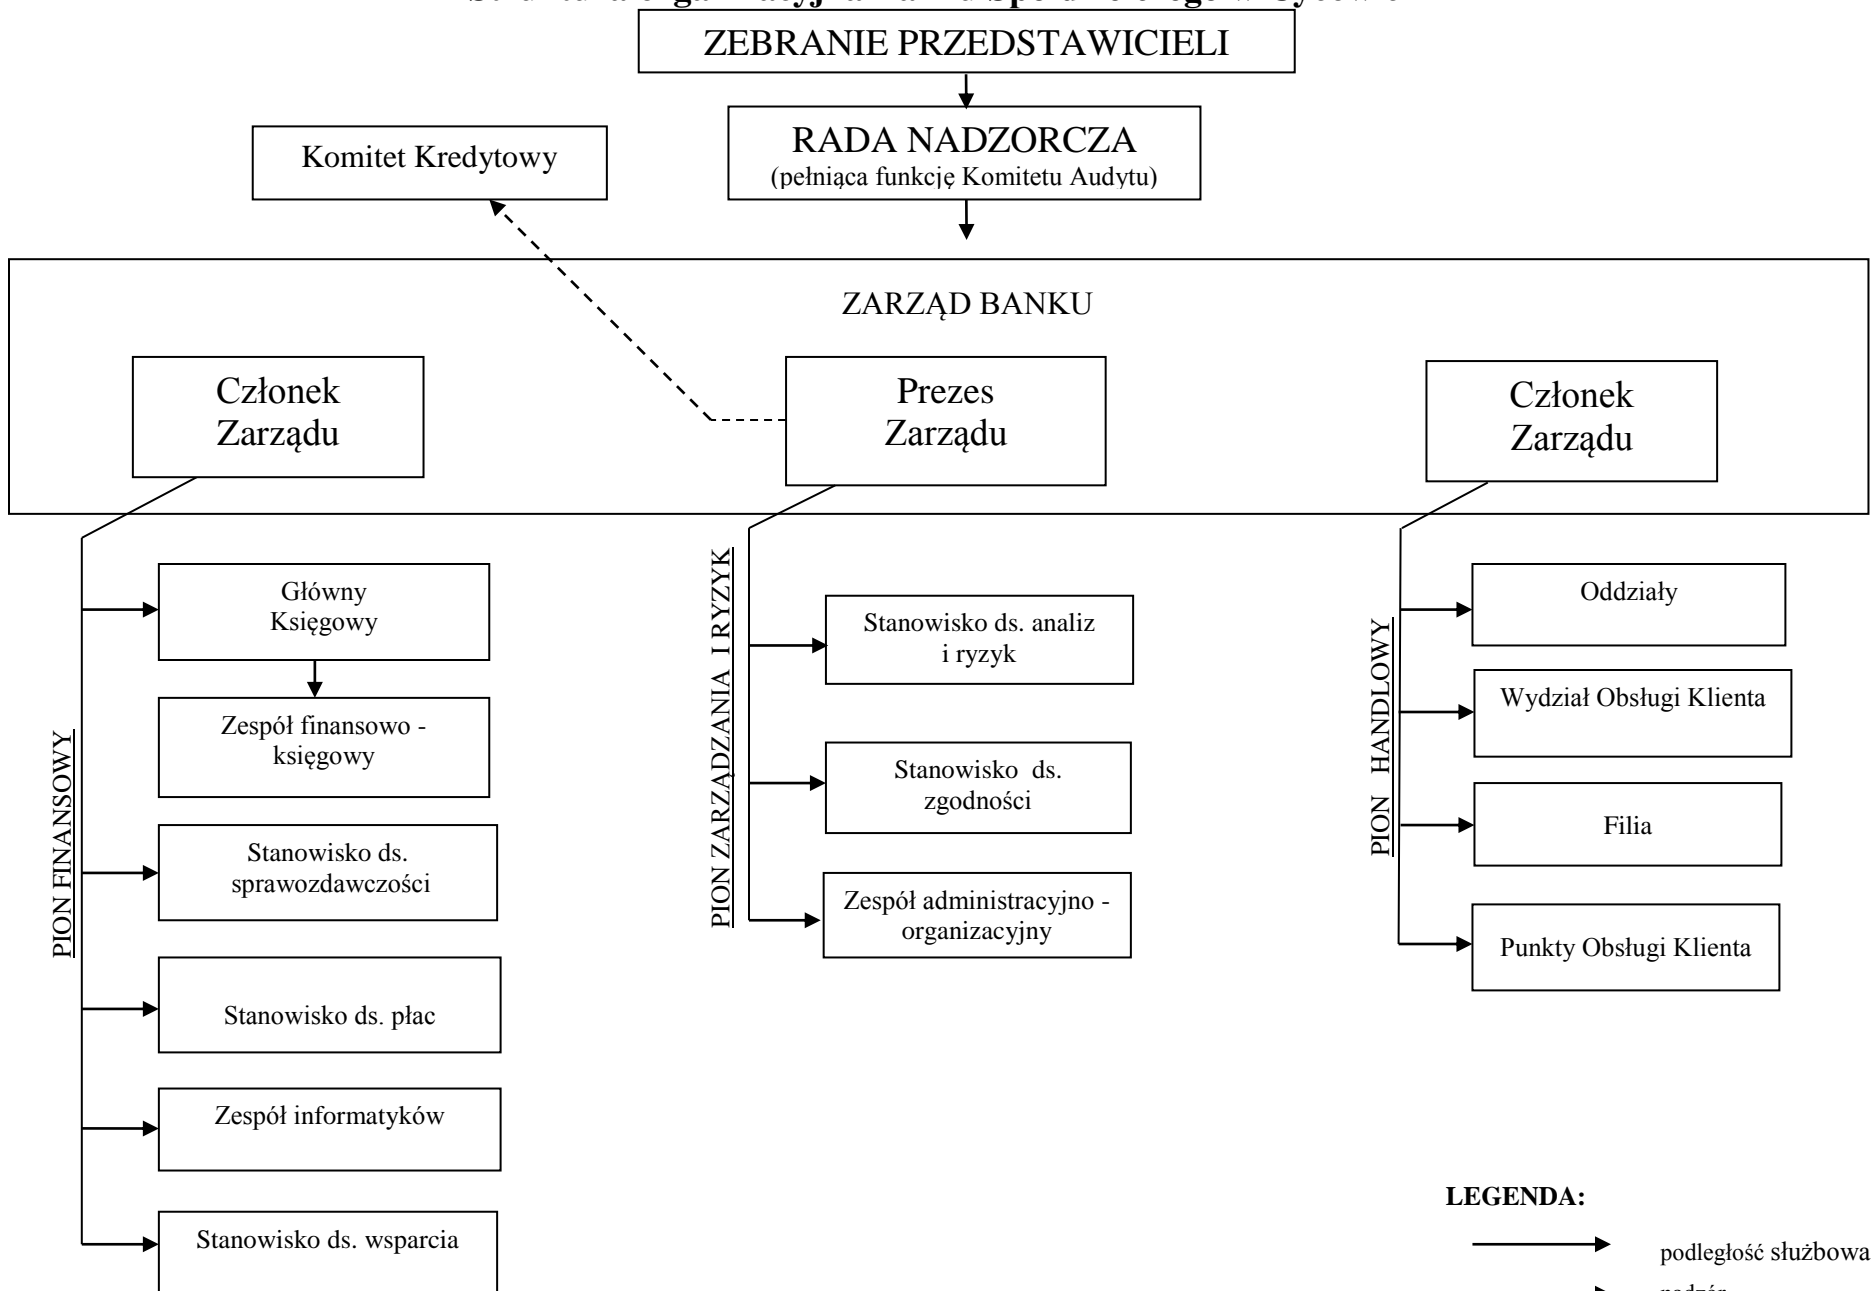 ZEBRANIE PRZEDSTAWICIELI
RADA NADZORCZA
(pełniąca funkcję Komitetu Audytu)
Komitet Kredytowy
ZARZĄD BANKU
Członek
Zarządu
Prezes
Zarządu
Członek
Zarządu
PION FINANSOWY
Główny
Księgowy
Zespół finansowo -
księgowy
Stanowisko ds.
sprawozdawczości
Stanowisko ds. płac
Zespół informatyków
Stanowisko ds. wsparcia
PION ZARZĄDZANIA I RYZYK
Stanowisko ds. analiz
i ryzyk
Stanowisko ds.
zgodności
Zespół administracyjno -
organizacyjny
PION HANDLOWY
Oddziały
Wydział Obsługi Klienta
Filia
Punkty Obsługi Klienta
LEGENDA:
podległość służbowa
nadzór